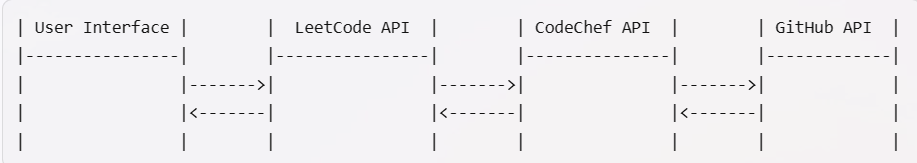 | User Interface |        |  LeetCode API  |        | CodeChef API  |        | GitHub API  |
|----------------|        |----------------|        |---------------|        |-------------|
|                |------->|                |------->|               |------->|             |
|                |<-------|                |<-------|               |<-------|             |
|                |        |                |        |               |        |             |